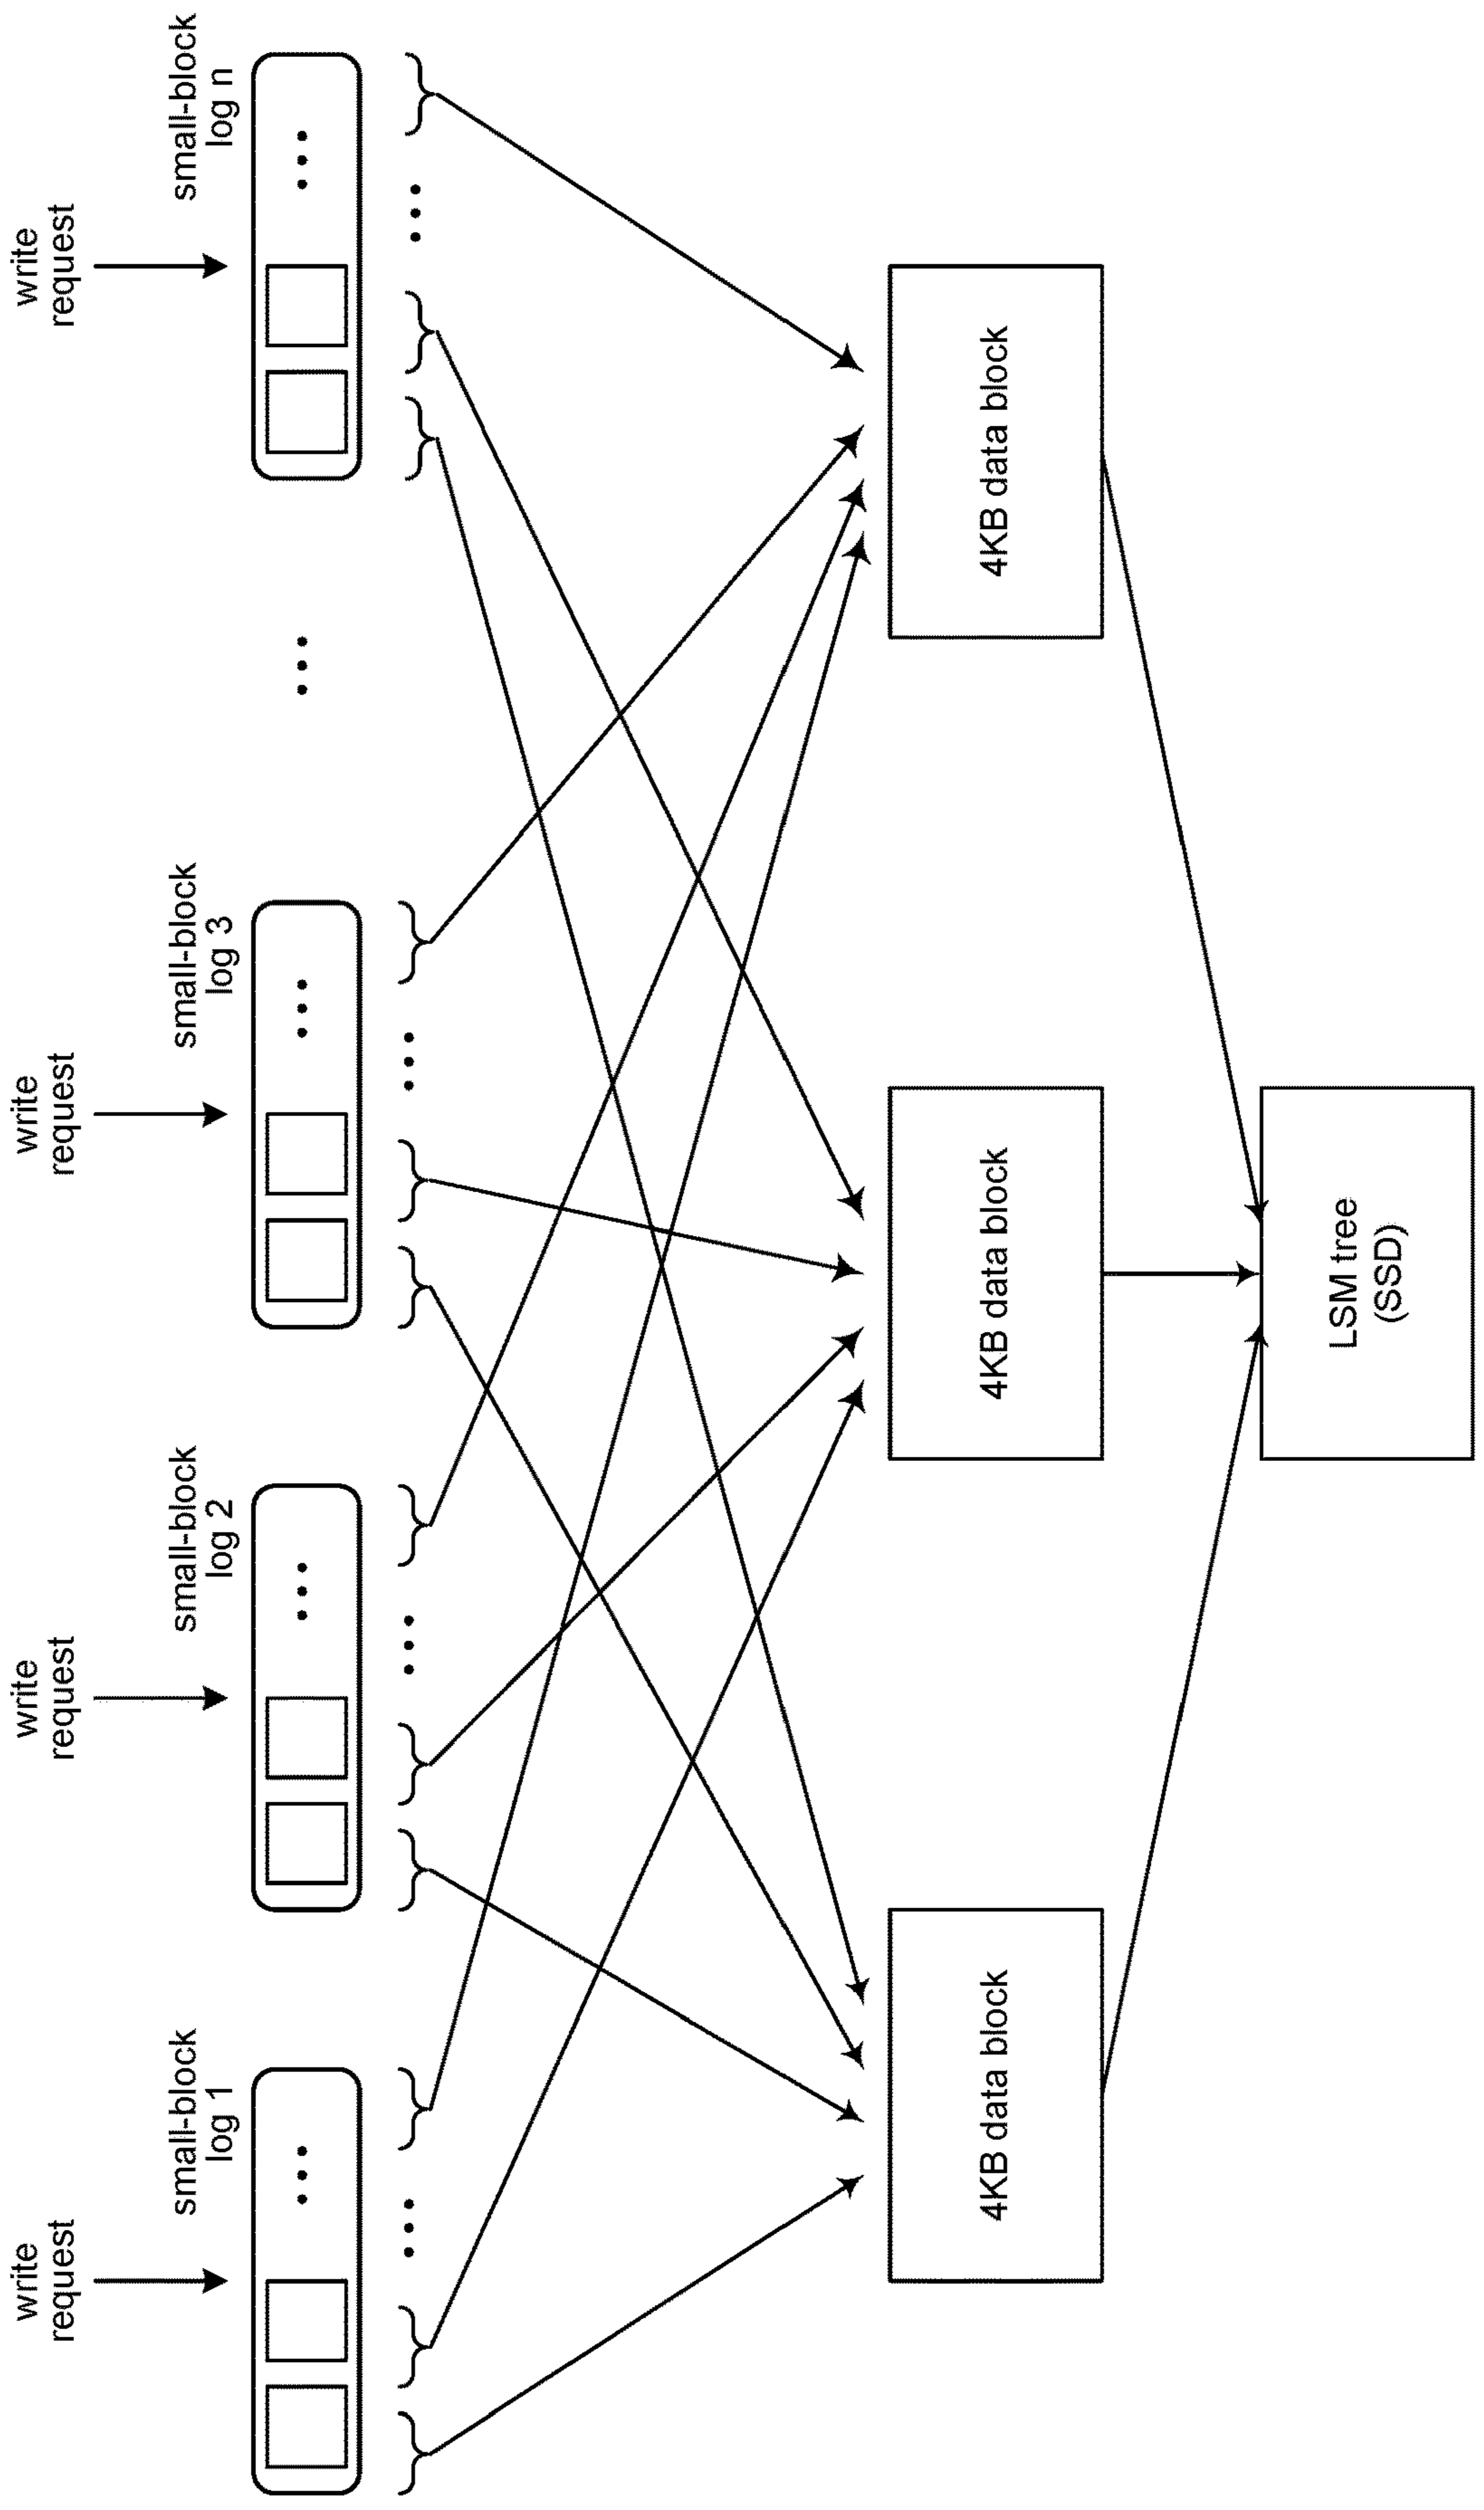 write
request
write
request
write
request
write
request
small-block
log 1
small-block
log 2
small-block
log 3
small-block
log n
4KB data block
4KB data block
4KB data block
LSM tree
(SSD)